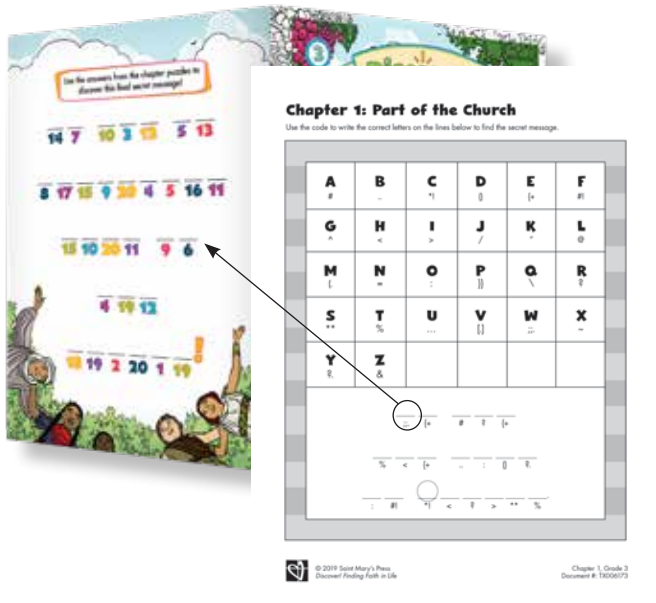 3
Use the answers from the chapter puzzles to
discover this final secret message!
14 7 10 3 5 13
8 17 15 9 20 4 5 16 11
15 10 20 11 9 6
4 19 12
18 19 2 20 1 19 !
Chapter 1: Part of the Church
Use the code to write the correct letters on the lines below to find the secret message.
A B C D E F
# .. *! () {+ #!
G H I J K L
^ < > / " @
M N O P Q R
{. = : )) \ ?
S T U V W X
** % ... [.] ;;. ~
Y Z
?. &
;;. {+ # ? {+
% < {+ .. : () ?.
: #! *! < ? > ** %
© 2019 Saint Mary's Press
Discover! Finding Faith in Life
Chapter 1, Grade 3
Document #: TX006173